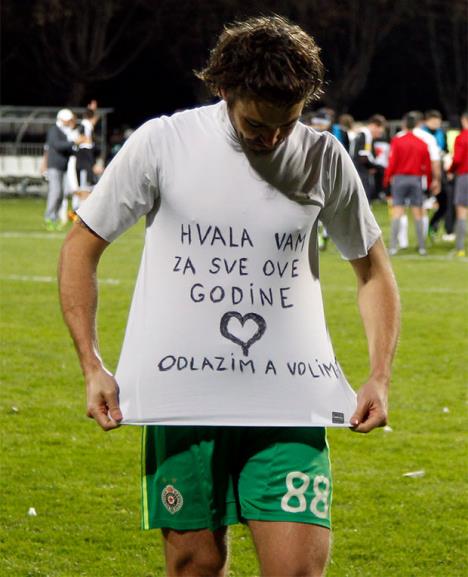 HVALA VAM
ZA SVE OVE
GODINE
ODLAZIM A VOLIM!
88